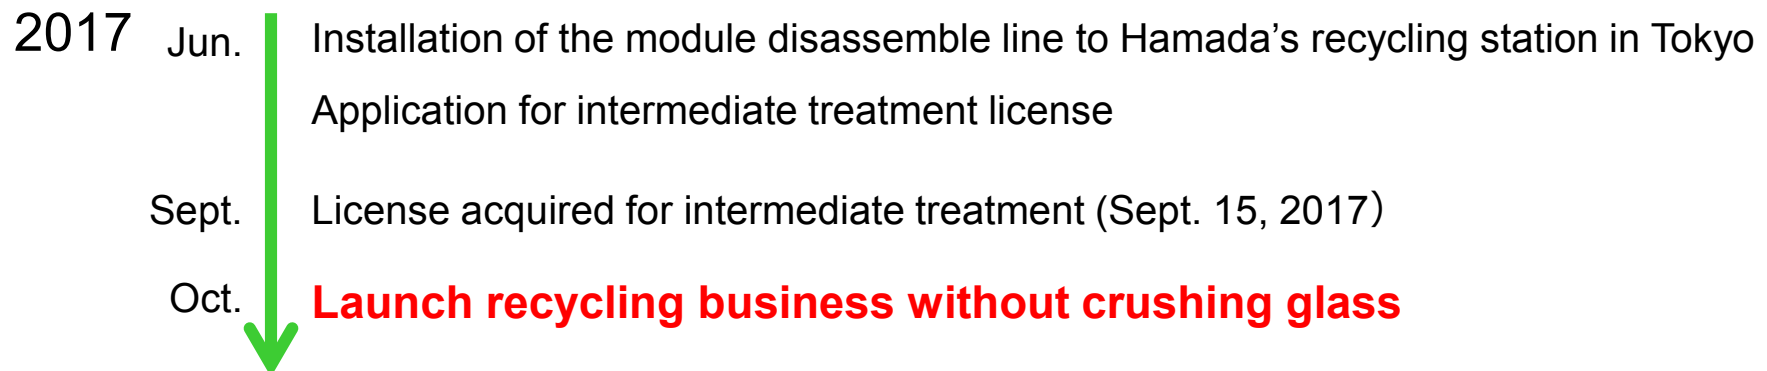 2017 Jun. Installation of the module disassemble line to Hamada’s recycling station in Tokyo
Application for intermediate treatment license
Sept. License acquired for intermediate treatment (Sept. 15, 2017）
Oct. Launch recycling business without crushing glass